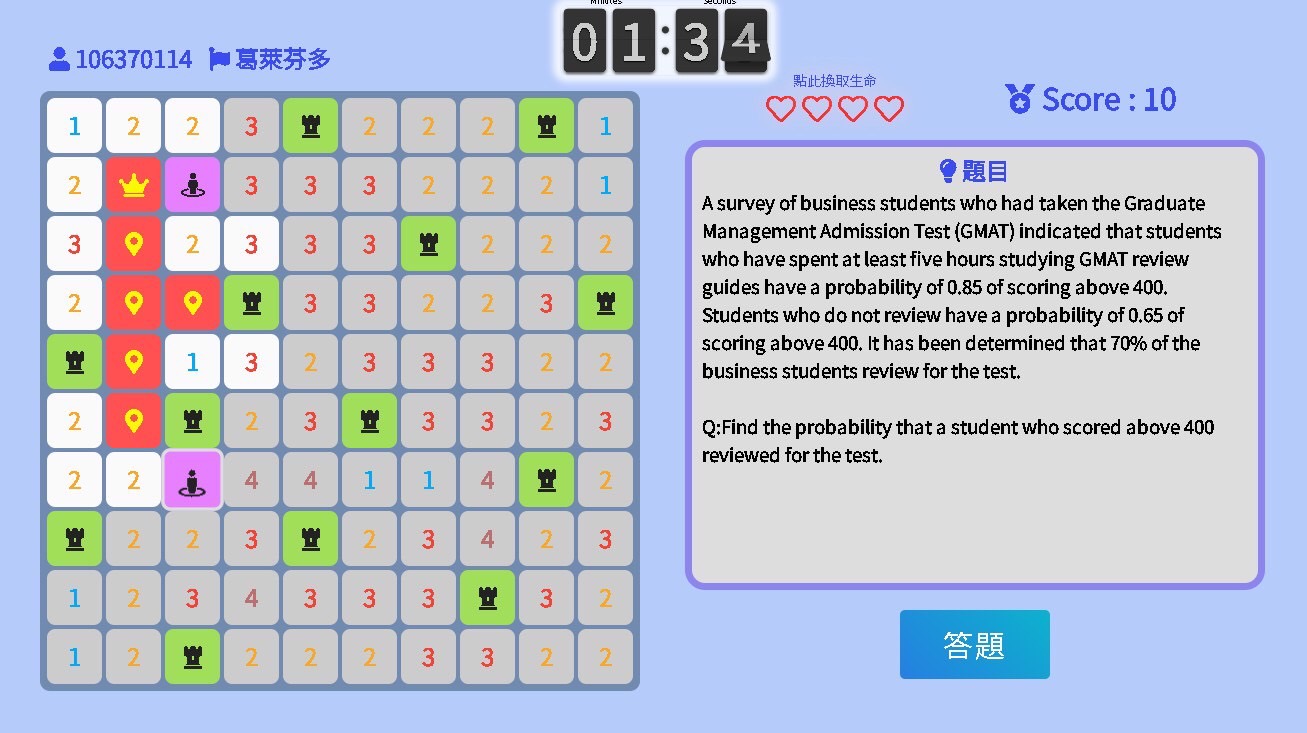 Minutes Seconds
01:34
106370114 葛萊芬多
點此換取生命
Score : 10
1 2 2 3 2 2 2 1
2 3 3 3 2 2 2 1
3 2 3 3 3 2 2 2
2 3 3 2 2 3
1 3 2 3 3 3 2 2
2 2 3 3 3 2 3
2 2 4 4 1 1 4 2
2 2 3 2 3 4 2 3
1 2 3 4 3 3 3 3 2
1 2 2 2 2 3 3 2 2
題目
A survey of business students who had taken the Graduate
Management Admission Test (GMAT) indicated that students
who have spent at least five hours studying GMAT review
guides have a probability of 0.85 of scoring above 400.
Students who do not review have a probability of 0.65 of
scoring above 400. It has been determined that 70% of the
business students review for the test.
Q:Find the probability that a student who scored above 400
reviewed for the test.
答題